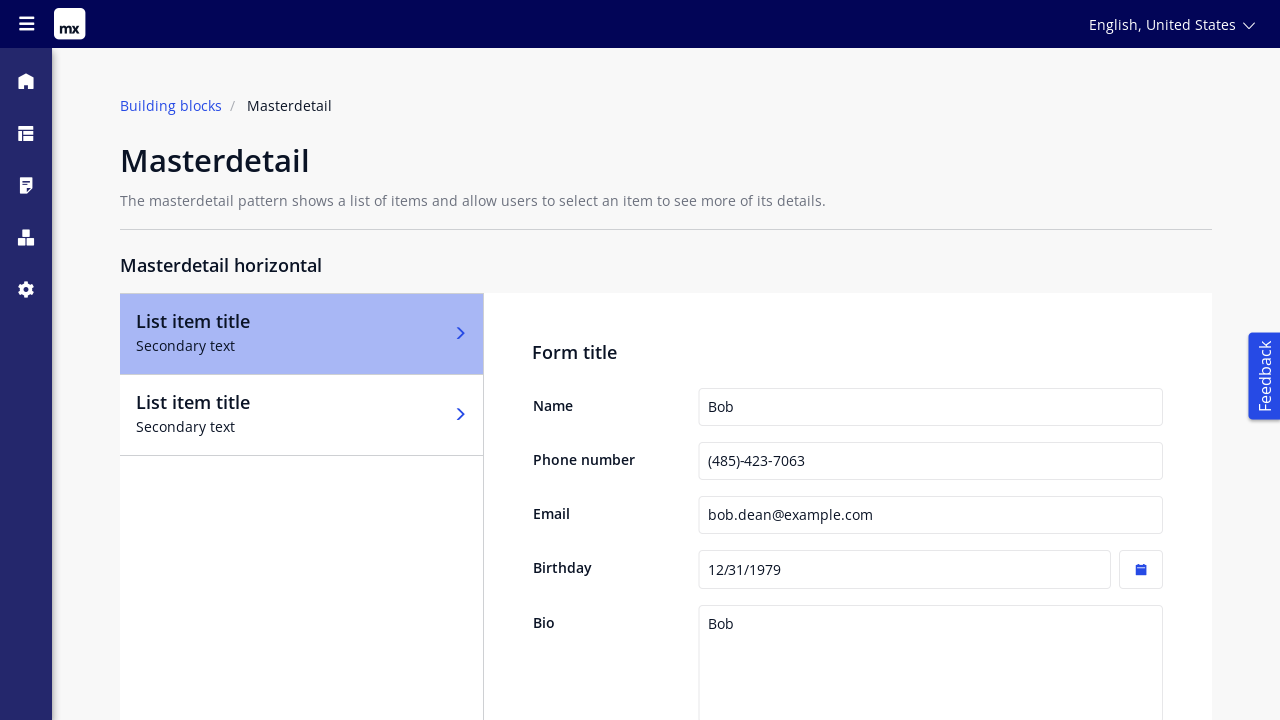 mx
English, United States
Building blocks / Masterdetail
Masterdetail
The masterdetail pattern shows a list of items and allow users to select an item to see more of its details.
Masterdetail horizontal
List item title
Secondary text
List item title
Secondary text
Form title
Name
Bob
Phone number
(485)-423-7063
Email
bob.dean@example.com
Birthday
12/31/1979
Bio
Bob
Feedback